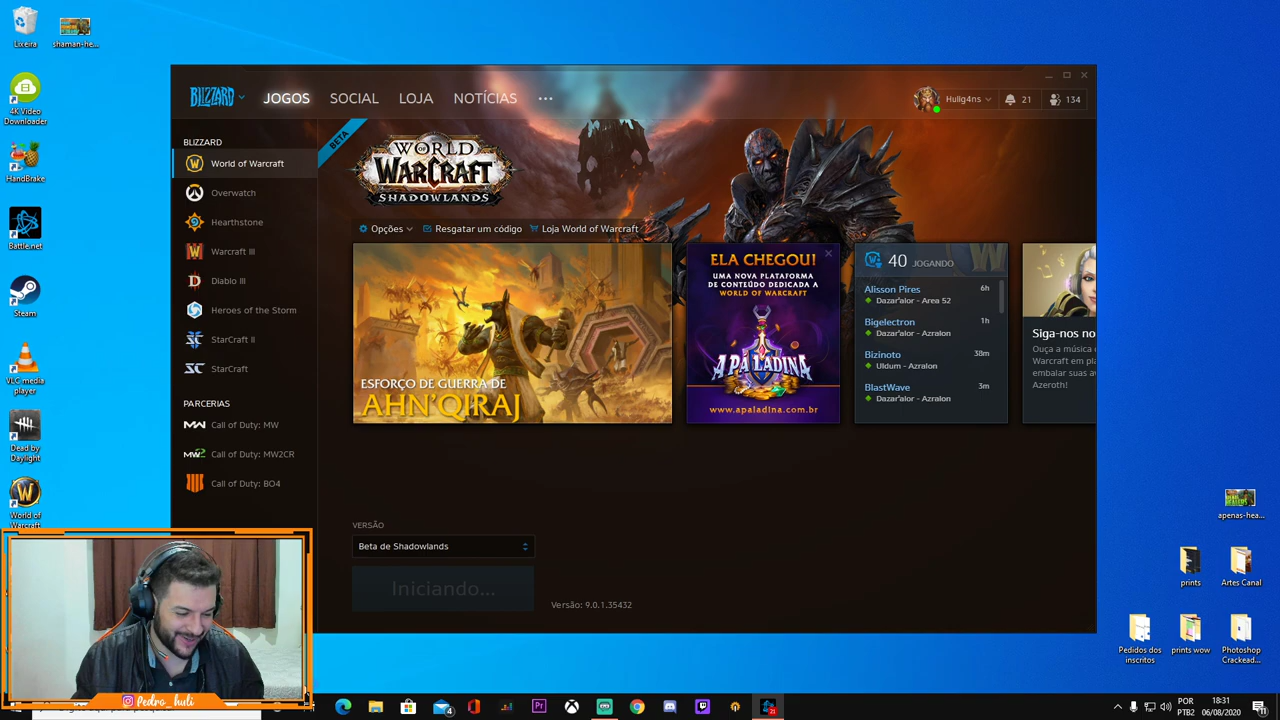 Lixeira
shaman-he...
4K Video
Downloader
HandBrake
Battle.net
Steam
VLC media
player
Dead by
Daylight
World of
Warcraft
BLIZZARD
JOGOS
SOCIAL
LOJA
NOTÍCIAS
Hulig4ns
21
134
BLIZZARD
World of Warcraft
Overwatch
Hearthstone
Warcraft III
Diablo III
Heroes of the Storm
StarCraft II
StarCraft
PARCERIAS
Call of Duty: MW
Call of Duty: MW2CR
Call of Duty: BO4
BETA
WORLD
OF
WARCRAFT
SHADOWLANDS
Opções
Resgatar um código
Loja World of Warcraft
ESFORÇO DE GUERRA DE
AHN'QIRAJ
ELA CHEGOU!
UMA NOVA PLATAFORMA
DE CONTEÚDO DEDICADA A
WORLD OF WARCRAFT
A PALADINA
www.apaladina.com.br
40 JOGANDO
Alisson Pires 6h
Dazar'alor - Area 52
Bigelectron 1h
Dazar'alor - Azralon
Bizinoto 38m
Uldum - Azralon
BlastWave 3m
Dazar'alor - Azralon
Siga-nos no
Ouça a música
Warcraft em pl
embalar suas av
Azeroth!
VERSÃO
Beta de Shadowlands
Iniciando...
Versão: 9.0.1.35432
Pedro_huli
apenas-hea...
prints
Artes Canal
Pedidos dos
inscritos
prints wow
Photoshop
Crackead...
4
21
POR
PTB2
18:31
06/08/2020
1